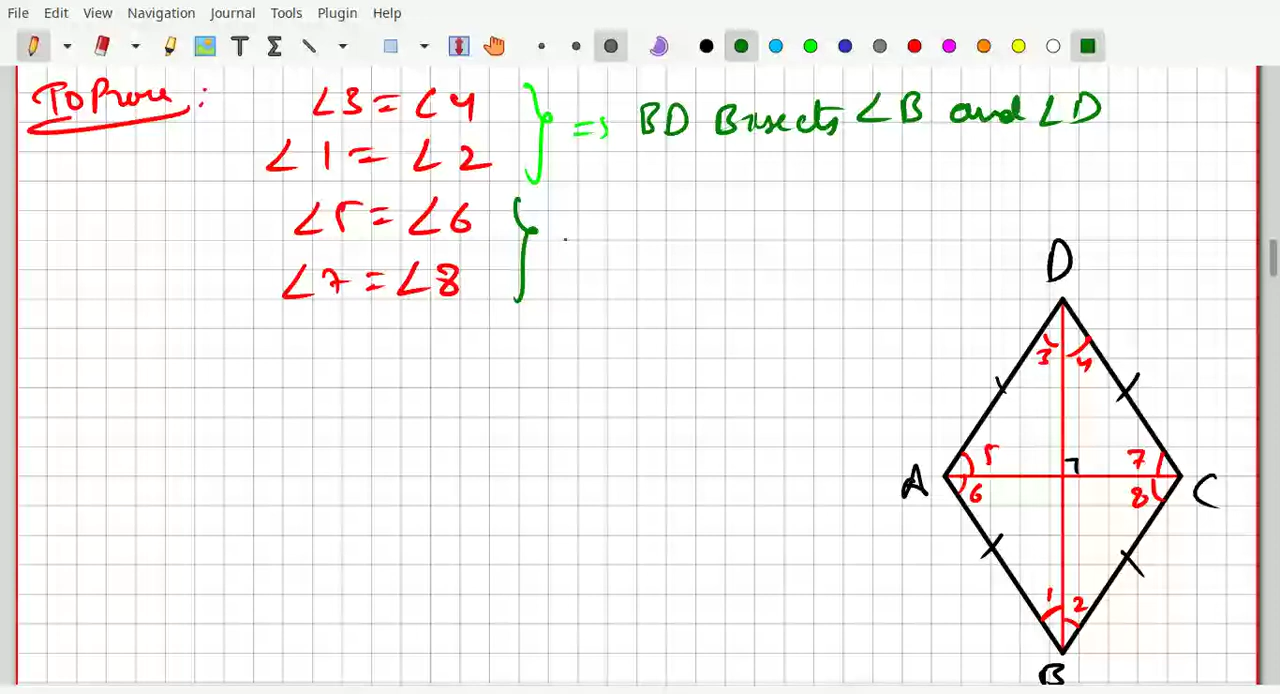 File Edit View Navigation Journal Tools Plugin Help
To Prove :
∠3 = ∠4
∠1 = ∠2
=> BD Bisects ∠B and ∠D
∠5 = ∠6
∠7 = ∠8
D
3 4
A 5 7 C
6 8
1 2
B